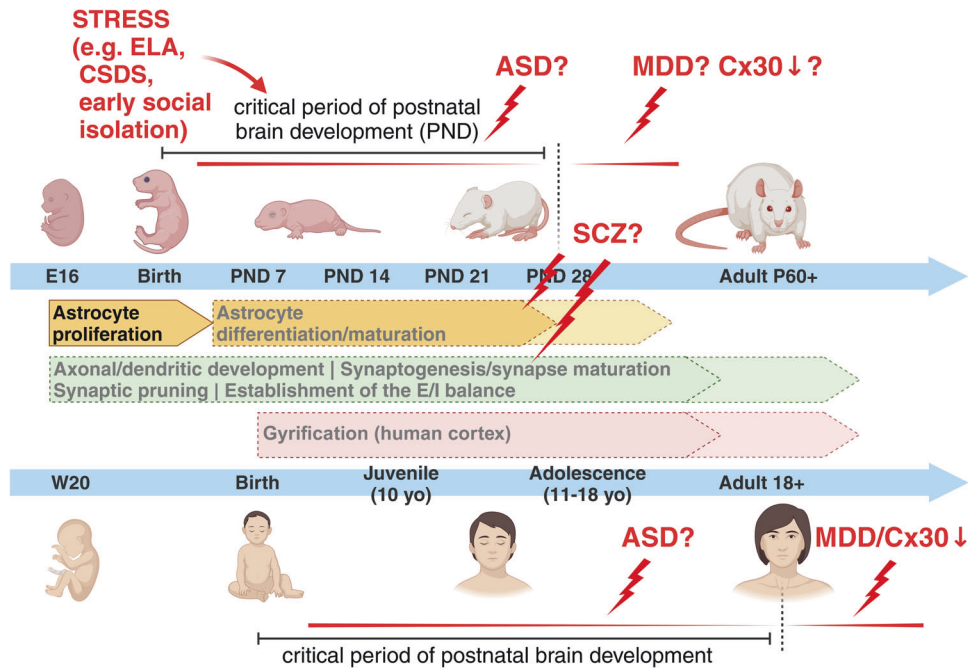 STRESS
(e.g. ELA,
CSDS,
early social
isolation)
critical period of postnatal
brain development (PND)
ASD?
MDD? Cx30↓?
SCZ?
E16
Birth
PND 7
PND 14
PND 21
PND 28
Adult P60+
Astrocyte
proliferation
Astrocyte
differentiation/maturation
Axonal/dendritic development | Synaptogenesis/synapse maturation
Synaptic pruning | Establishment of the E/I balance
Gyrification (human cortex)
W20
Birth
Juvenile
(10 yo)
Adolescence
(11-18 yo)
Adult 18+
ASD?
MDD/Cx30↓
critical period of postnatal brain development